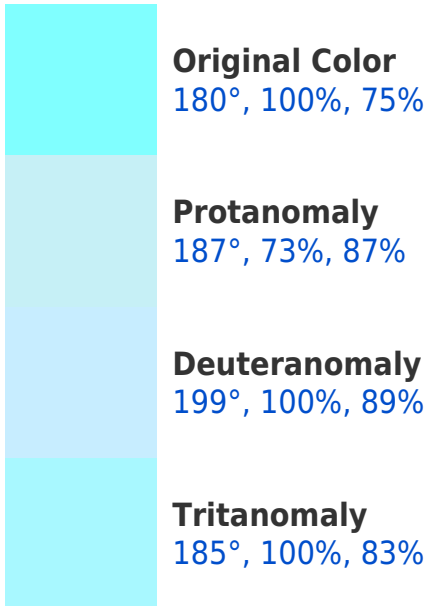 Original Color
180°, 100%, 75%
Protanomaly
187°, 73%, 87%
Deuteranomaly
199°, 100%, 89%
Tritanomaly
185°, 100%, 83%